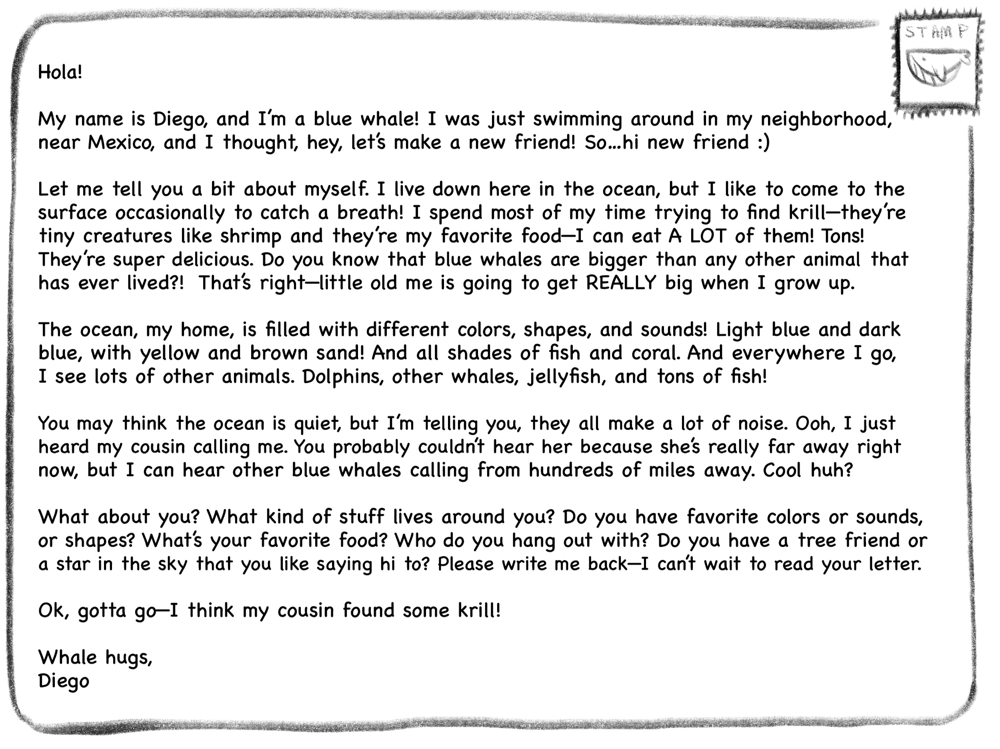 STAMP
Hola!
My name is Diego, and I'm a blue whale! I was just swimming around in my neighborhood,
near Mexico, and I thought, hey, let's make a new friend! So...hi new friend :)
Let me tell you a bit about myself. I live down here in the ocean, but I like to come to the
surface occasionally to catch a breath! I spend most of my time trying to find krill—they're
tiny creatures like shrimp and they're my favorite food—I can eat A LOT of them! Tons!
They're super delicious. Do you know that blue whales are bigger than any other animal that
has ever lived?!  That's right—little old me is going to get REALLY big when I grow up.
The ocean, my home, is filled with different colors, shapes, and sounds! Light blue and dark
blue, with yellow and brown sand! And all shades of fish and coral. And everywhere I go,
I see lots of other animals. Dolphins, other whales, jellyfish, and tons of fish!
You may think the ocean is quiet, but I'm telling you, they all make a lot of noise. Ooh, I just
heard my cousin calling me. You probably couldn't hear her because she's really far away right
now, but I can hear other blue whales calling from hundreds of miles away. Cool huh?
What about you? What kind of stuff lives around you? Do you have favorite colors or sounds,
or shapes? What's your favorite food? Who do you hang out with? Do you have a tree friend or
a star in the sky that you like saying hi to? Please write me back—I can't wait to read your letter.
Ok, gotta go—I think my cousin found some krill!
Whale hugs,
Diego